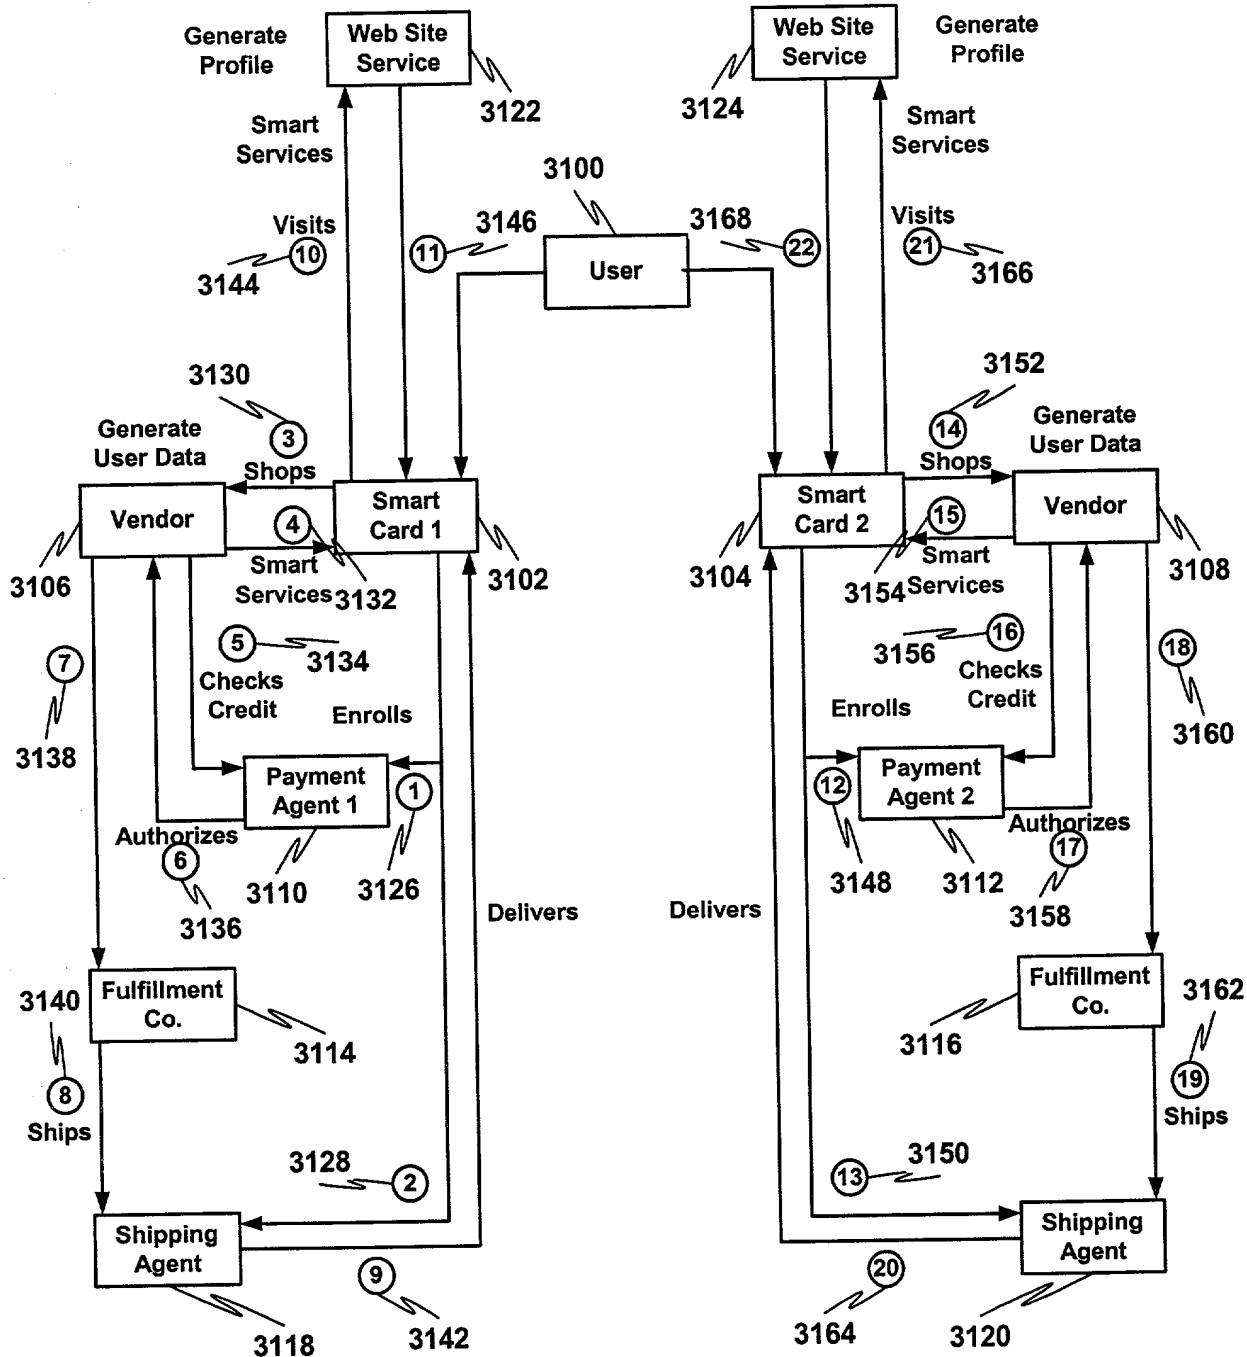 Generate
Profile
Web Site
Service
3122
Smart
Services
Web Site
Service
Generate
Profile
3124
Smart
Services
3100
User
Visits
10
3144
11
3146
3168
22
Visits
21
3166
3130
3
Generate
User Data
Shops
Vendor
4
Smart
Card 1
3106
Smart
Services
3132
3102
3152
14
Generate
User Data
Shops
Smart
Card 2
15
Vendor
3104
3154
Smart
Services
3108
7
5
3134
Checks
Credit
Enrolls
3138
Payment
Agent 1
1
Authorizes
6
3136
3110
3126
Delivers
3156
16
Checks
Credit
18
Enrolls
3160
12
Payment
Agent 2
Authorizes
17
3148
3112
3158
Delivers
3140
Fulfillment
Co.
3114
8
Ships
Fulfillment
Co.
3162
3116
19
Ships
3128
2
Shipping
Agent
9
3118
3142
13
3150
Shipping
Agent
20
3164
3120